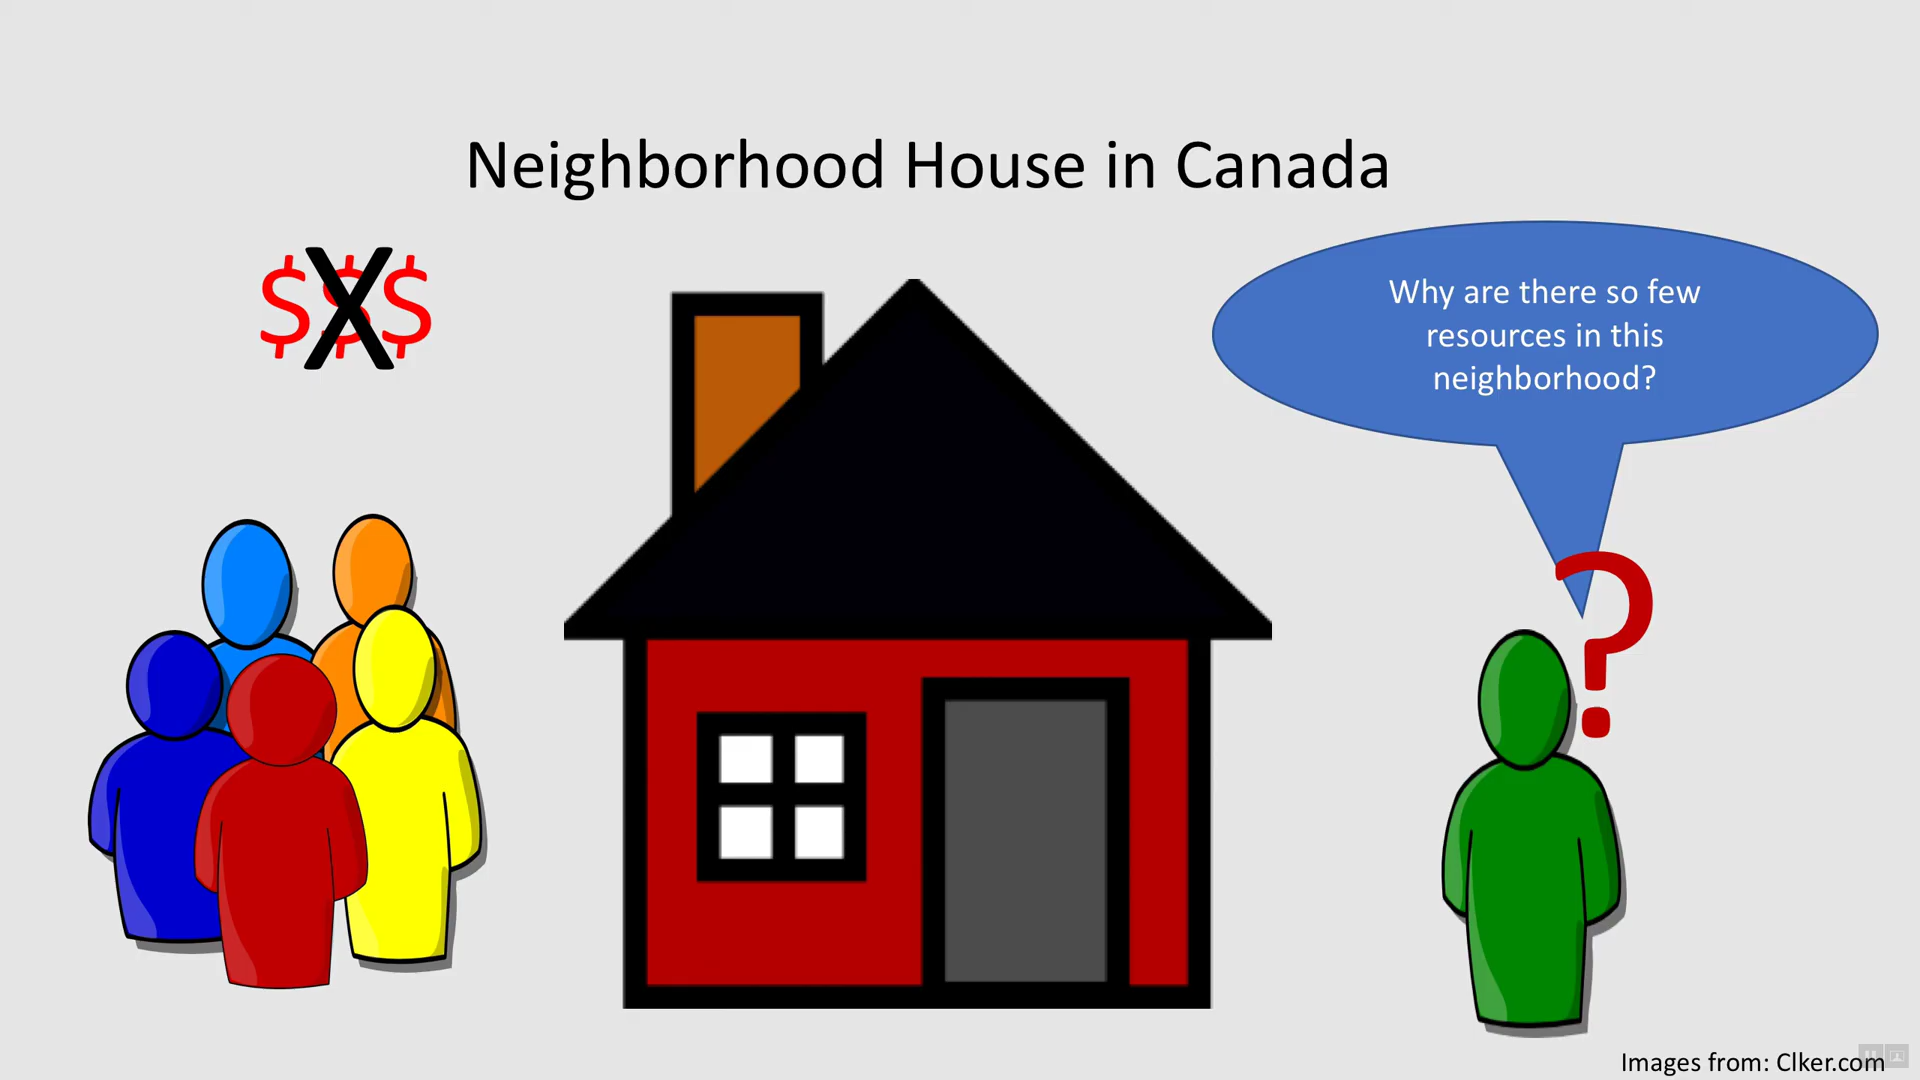 Neighborhood House in Canada
$$$
X
Why are there so few
resources in this
neighborhood?
?
Images from: Clker.com